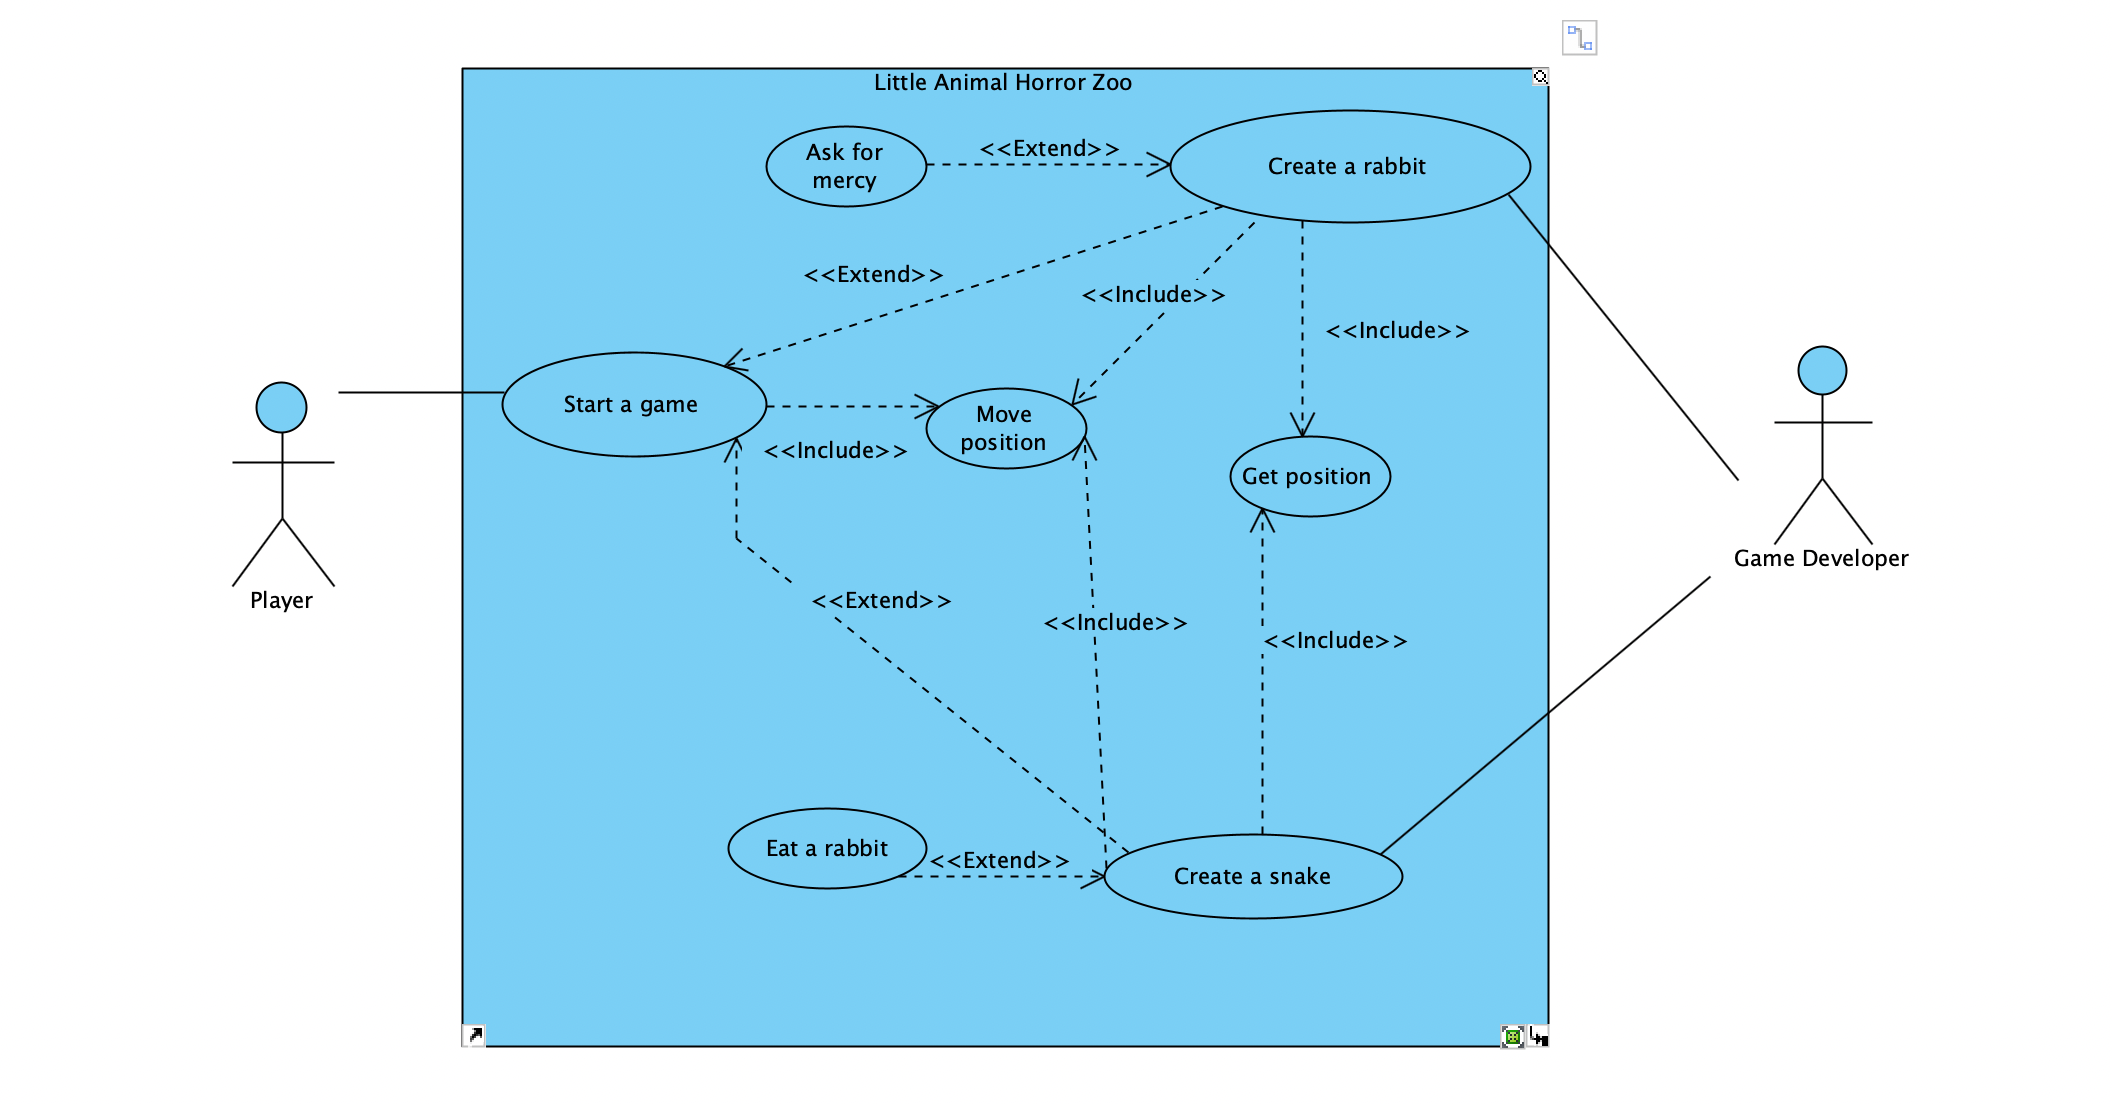 Little Animal Horror Zoo
Ask for
mercy
<<Extend>>
Create a rabbit
<<Extend>>
<<Include>>
<<Include>>
Start a game
<<Include>>
Move
position
Get position
Player
Game Developer
<<Extend>>
<<Include>>
<<Include>>
Eat a rabbit
<<Extend>>
Create a snake